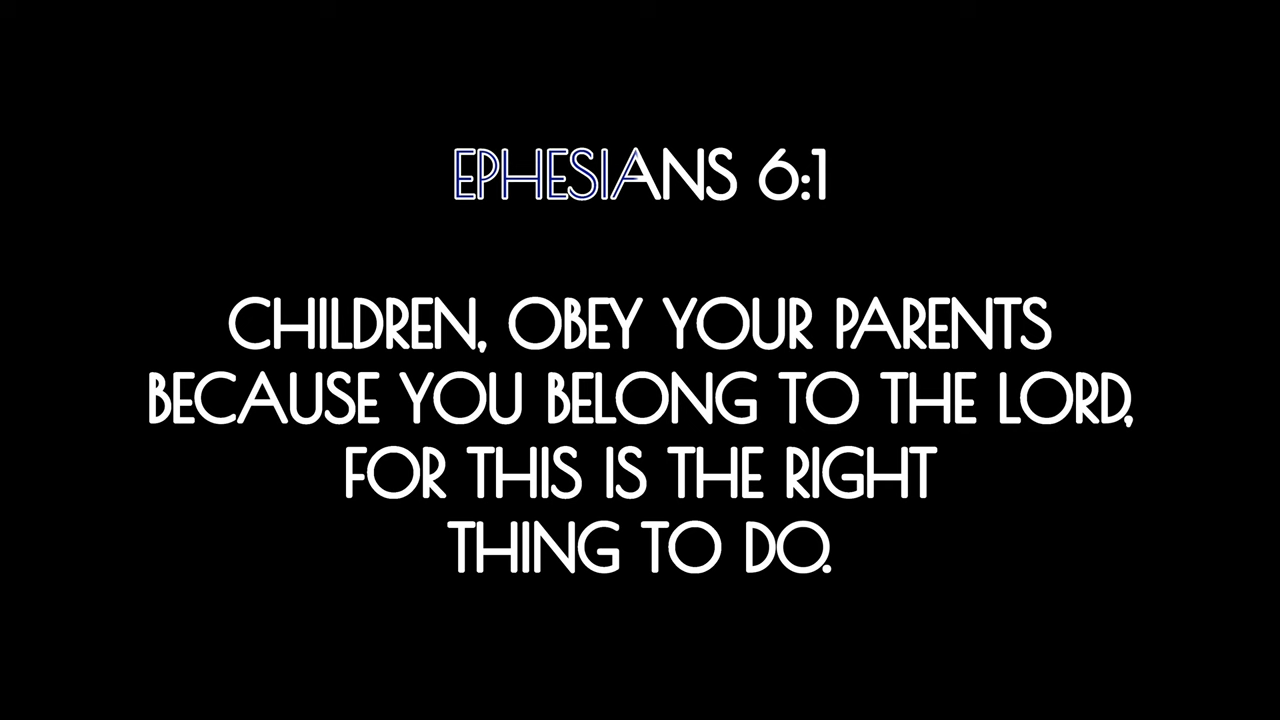 EPHESIANS 6:1
CHILDREN, OBEY YOUR PARENTS
BECAUSE YOU BELONG TO THE LORD,
FOR THIS IS THE RIGHT
THING TO DO.